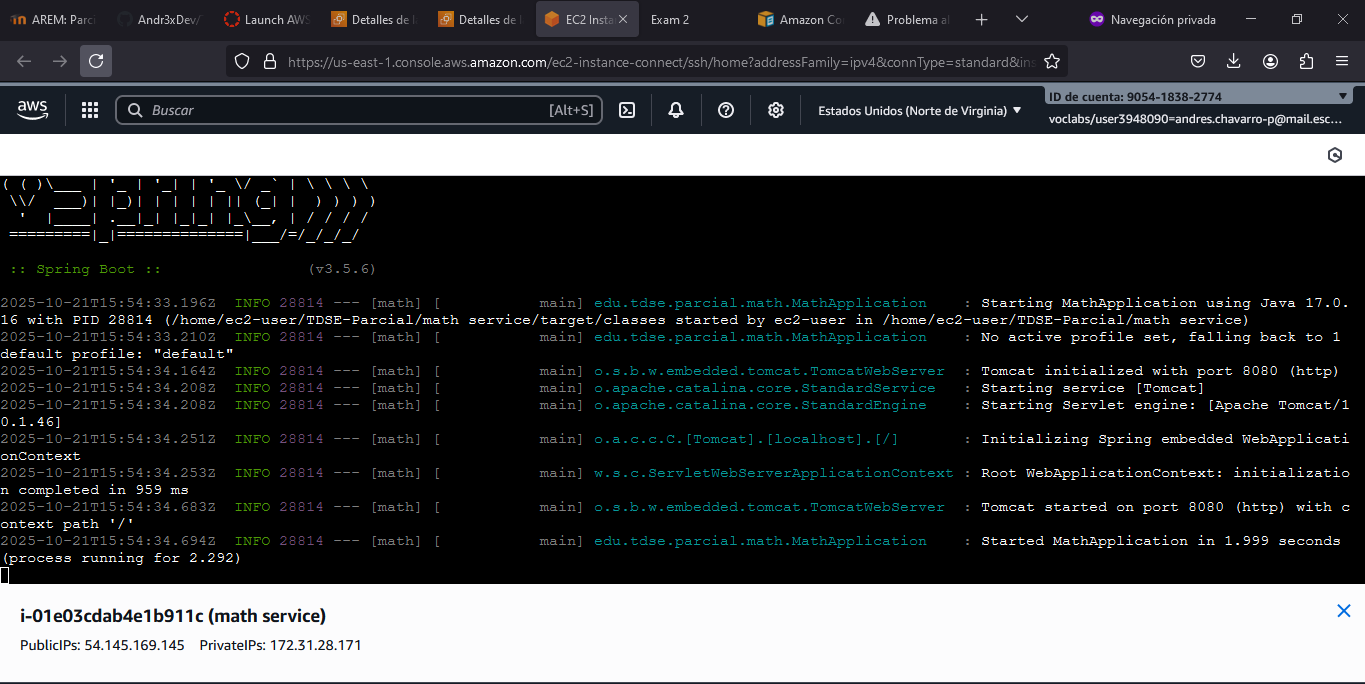 AREM: Parci
Andr3xDev/
Launch AWS
Detalles de la
Detalles de l
EC2 Insta
Exam 2
Amazon Co
Problema al
Navegación privada
https://us-east-1.console.aws.amazon.com/ec2-instance-connect/ssh/home?addressFamily=ipv4&connType=standard&ins
aws
Buscar
[Alt+S]
Estados Unidos (Norte de Virginia)
ID de cuenta: 9054-1838-2774
voclabs/user3948090=andres.chavarro-p@mail.esc...
( ( )\___ | '_ | '_| | '_ \/ _` | \ \ \ \
 \\/  ___)| |_)| | | | | || (_| |  ) ) ) )
  '  |____| .__|_| |_|_| |_\__, | / / / /
 =========|_|==============|___/=/_/_/_/
:: Spring Boot ::                (v3.5.6)
2025-10-21T15:54:33.196Z  INFO 28814 --- [math] [           main] edu.tdse.parcial.math.MathApplication    : Starting MathApplication using Java 17.0.
16 with PID 28814 (/home/ec2-user/TDSE-Parcial/math service/target/classes started by ec2-user in /home/ec2-user/TDSE-Parcial/math service)
2025-10-21T15:54:33.210Z  INFO 28814 --- [math] [           main] edu.tdse.parcial.math.MathApplication    : No active profile set, falling back to 1
default profile: "default"
2025-10-21T15:54:34.164Z  INFO 28814 --- [math] [           main] o.s.b.w.embedded.tomcat.TomcatWebServer  : Tomcat initialized with port 8080 (http)
2025-10-21T15:54:34.208Z  INFO 28814 --- [math] [           main] o.apache.catalina.core.StandardService   : Starting service [Tomcat]
2025-10-21T15:54:34.208Z  INFO 28814 --- [math] [           main] o.apache.catalina.core.StandardEngine    : Starting Servlet engine: [Apache Tomcat/1
0.1.46]
2025-10-21T15:54:34.251Z  INFO 28814 --- [math] [           main] o.a.c.c.C.[Tomcat].[localhost].[/]       : Initializing Spring embedded WebApplicati
onContext
2025-10-21T15:54:34.253Z  INFO 28814 --- [math] [           main] w.s.c.ServletWebServerApplicationContext : Root WebApplicationContext: initializatio
n completed in 959 ms
2025-10-21T15:54:34.683Z  INFO 28814 --- [math] [           main] o.s.b.w.embedded.tomcat.TomcatWebServer  : Tomcat started on port 8080 (http) with c
ontext path '/'
2025-10-21T15:54:34.694Z  INFO 28814 --- [math] [           main] edu.tdse.parcial.math.MathApplication    : Started MathApplication in 1.999 seconds
(process running for 2.292)
i-01e03cdab4e1b911c (math service)
PublicIPs: 54.145.169.145    PrivateIPs: 172.31.28.171